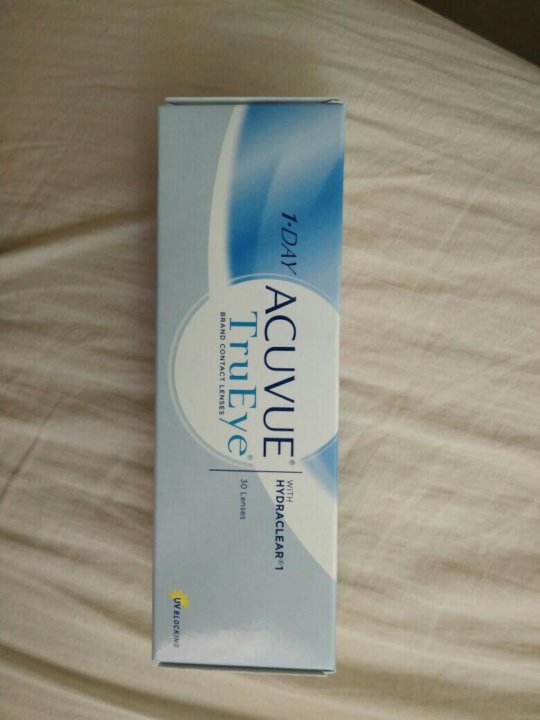 1·DAY ACUVUE®
TruEye®
BRAND CONTACT LENSES
WITH
HYDRACLEAR®1
30 Lenses
UV BLOCKING